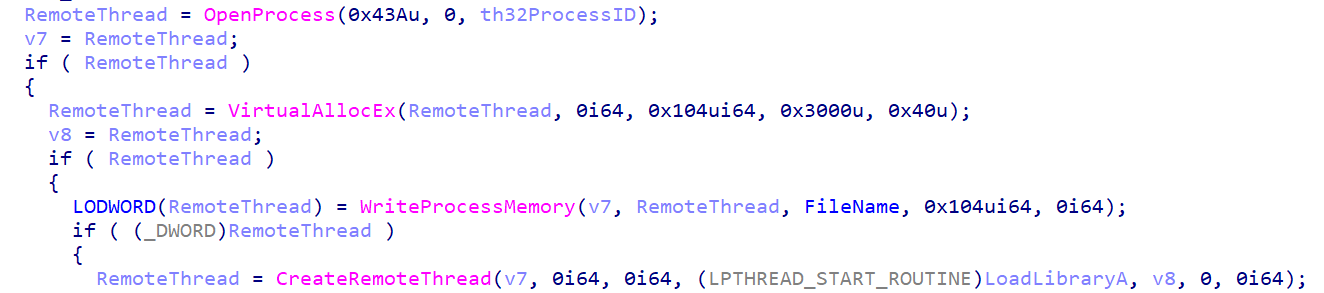 RemoteThread = OpenProcess(0x43Au, 0, th32ProcessID);
v7 = RemoteThread;
if ( RemoteThread )
{
RemoteThread = VirtualAllocEx(RemoteThread, 0i64, 0x104ui64, 0x3000u, 0x40u);
v8 = RemoteThread;
if ( RemoteThread )
{
LODWORD(RemoteThread) = WriteProcessMemory(v7, RemoteThread, FileName, 0x104ui64, 0i64);
if ( (_DWORD)RemoteThread )
{
RemoteThread = CreateRemoteThread(v7, 0i64, 0i64, (LPTHREAD_START_ROUTINE)LoadLibraryA, v8, 0, 0i64);